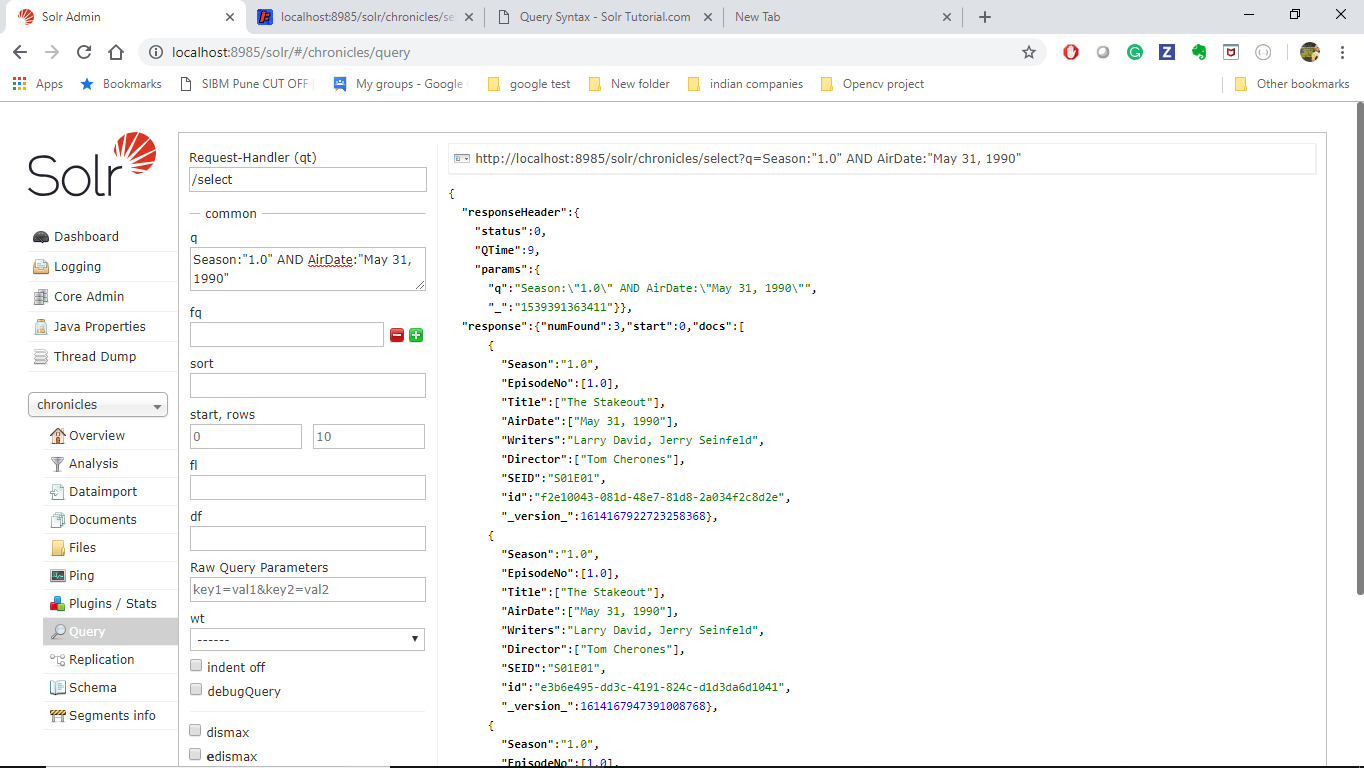 Solr Admin
localhost:8985/solr/chronicles/se
Query Syntax - Solr Tutorial.com
New Tab
localhost:8985/solr/#/chronicles/query
Apps
Bookmarks
SIBM Pune CUT OFF
My groups - Google
google test
New folder
indian companies
Opencv project
Other bookmarks
Solr
Dashboard
Logging
Core Admin
Java Properties
Thread Dump
chronicles
Overview
Analysis
Dataimport
Documents
Files
Ping
Plugins / Stats
Query
Replication
Schema
Segments info
Request-Handler (qt)
/select
common
q
Season:"1.0" AND AirDate:"May 31,
1990"
fq
sort
start, rows
0
10
fl
df
Raw Query Parameters
key1=val1&key2=val2
wt
------
indent off
debugQuery
dismax
edismax
http://localhost:8985/solr/chronicles/select?q=Season:"1.0" AND AirDate:"May 31, 1990"
{
"responseHeader":{
"status":0,
"QTime":9,
"params":{
"q":"Season:\"1.0\" AND AirDate:\"May 31, 1990\"",
"_":"1539391363411"}},
"response":{"numFound":3,"start":0,"docs":[
{
"Season":"1.0",
"EpisodeNo":[1.0],
"Title":["The Stakeout"],
"AirDate":["May 31, 1990"],
"Writers":"Larry David, Jerry Seinfeld",
"Director":["Tom Cherones"],
"SEID":"S01E01",
"id":"f2e10043-081d-48e7-81d8-2a034f2c8d2e",
"_version_":1614167922723258368},
{
"Season":"1.0",
"EpisodeNo":[1.0],
"Title":["The Stakeout"],
"AirDate":["May 31, 1990"],
"Writers":"Larry David, Jerry Seinfeld",
"Director":["Tom Cherones"],
"SEID":"S01E01",
"id":"e3b6e495-dd3c-4191-824c-d1d3da6d1041",
"_version_":1614167947391008768},
{
"Season":"1.0",
"EpisodeNo":[1.0],